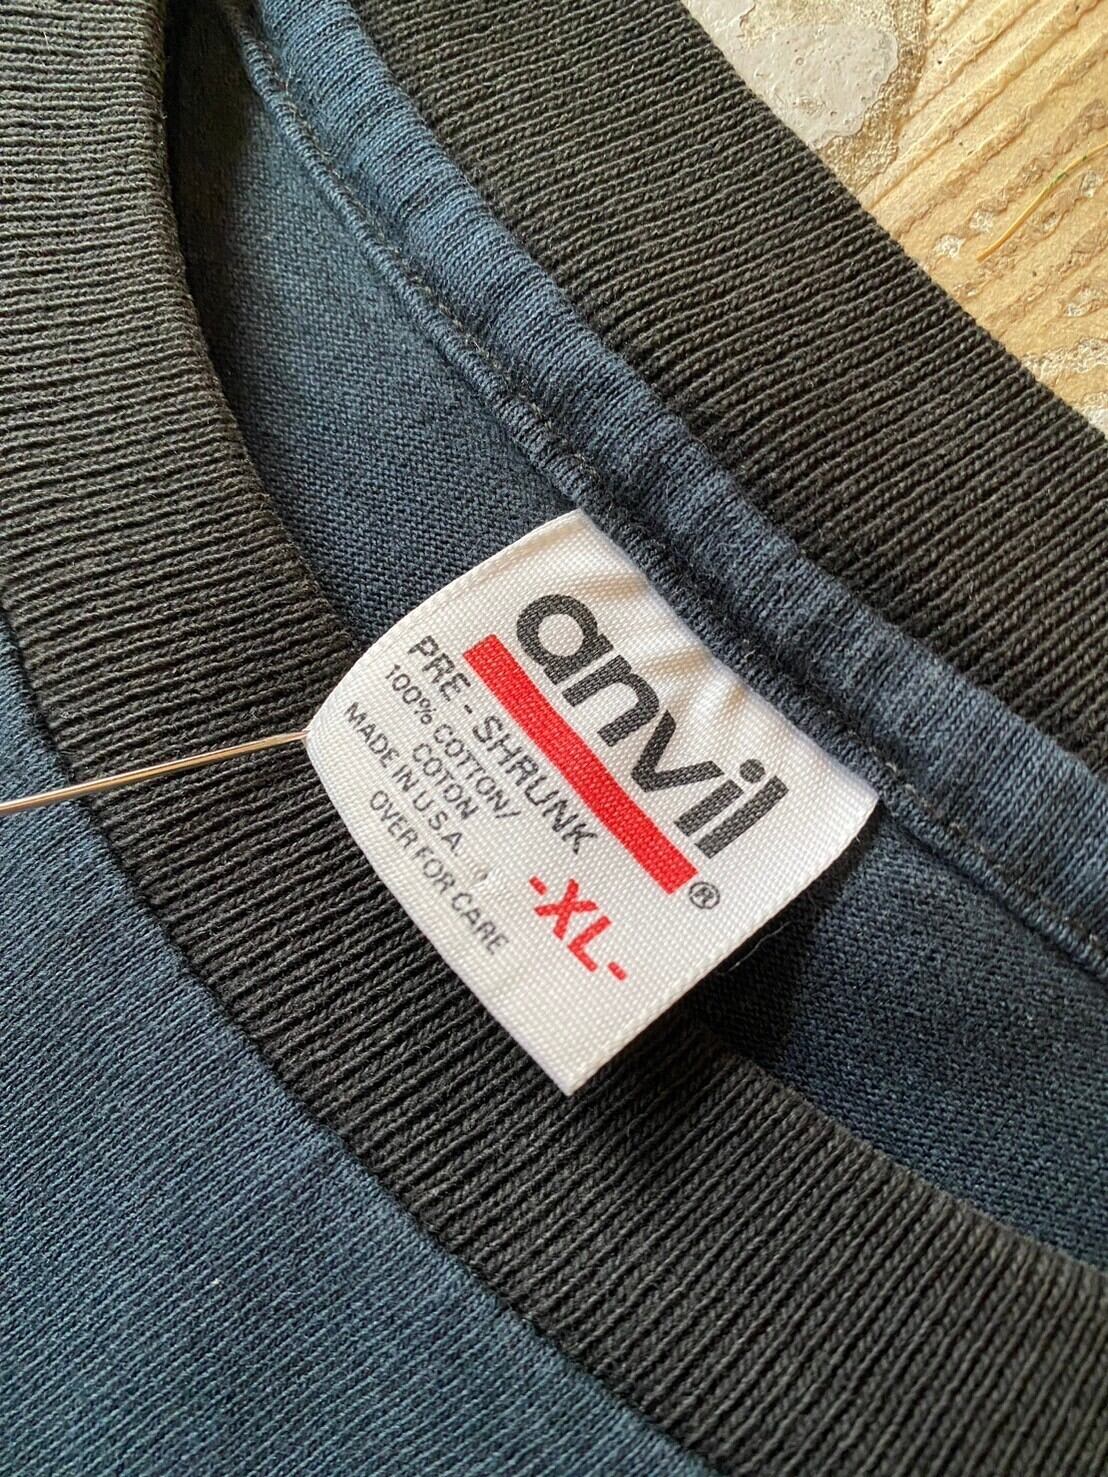 anvil®
PRE-SHRUNK
100% COTTON/
COTON
MADE IN U.S.A.
OVER FOR CARE
-XL-